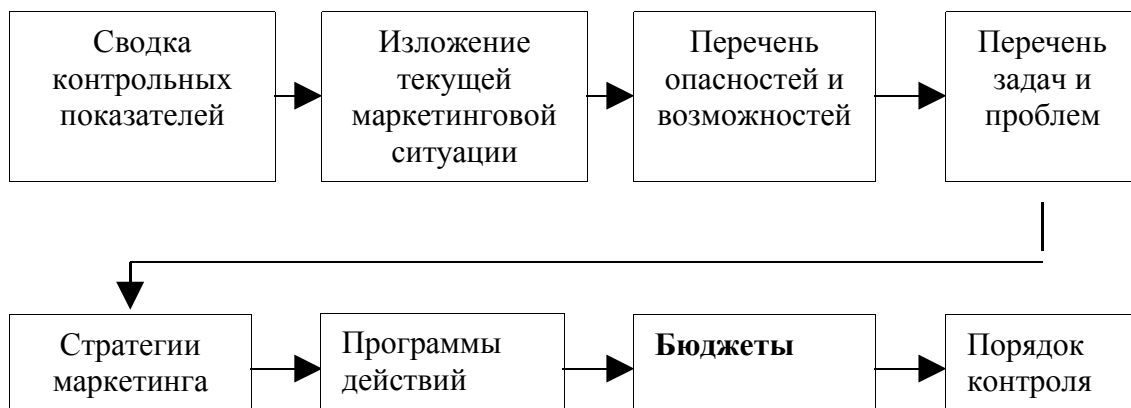 Сводка
контрольных
показателей
Изложение
текущей
маркетинговой
ситуации
Перечень
опасностей и
возможностей
Перечень
задач и
проблем
Стратегии
маркетинга
Программы
действий
Бюджеты
Порядок
контроля